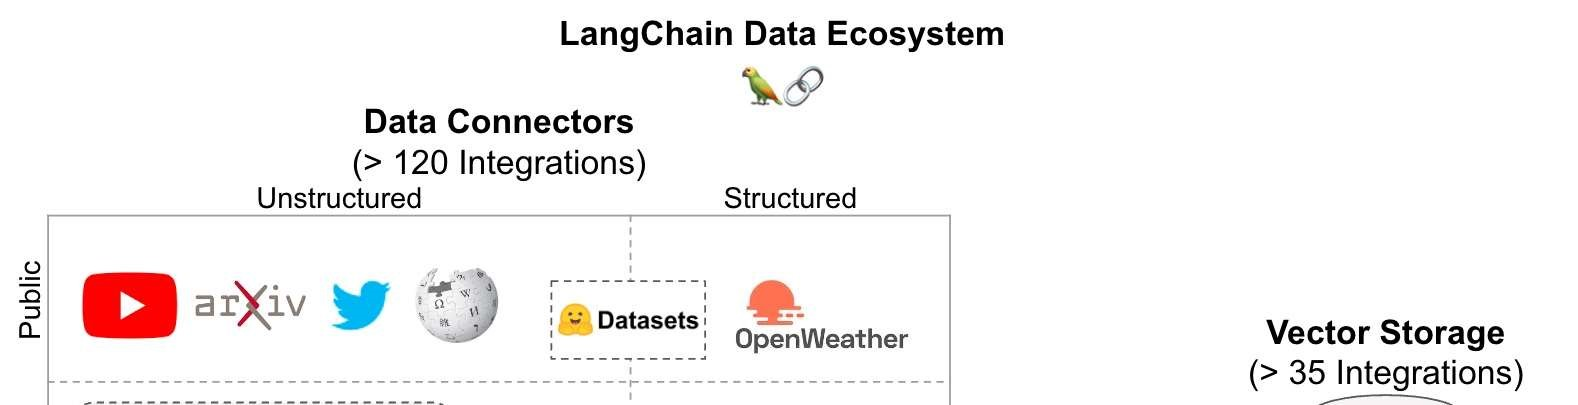 LangChain Data Ecosystem
Data Connectors
(> 120 Integrations)
Unstructured
Structured
Public
arXiv
Datasets
OpenWeather
Vector Storage
(> 35 Integrations)